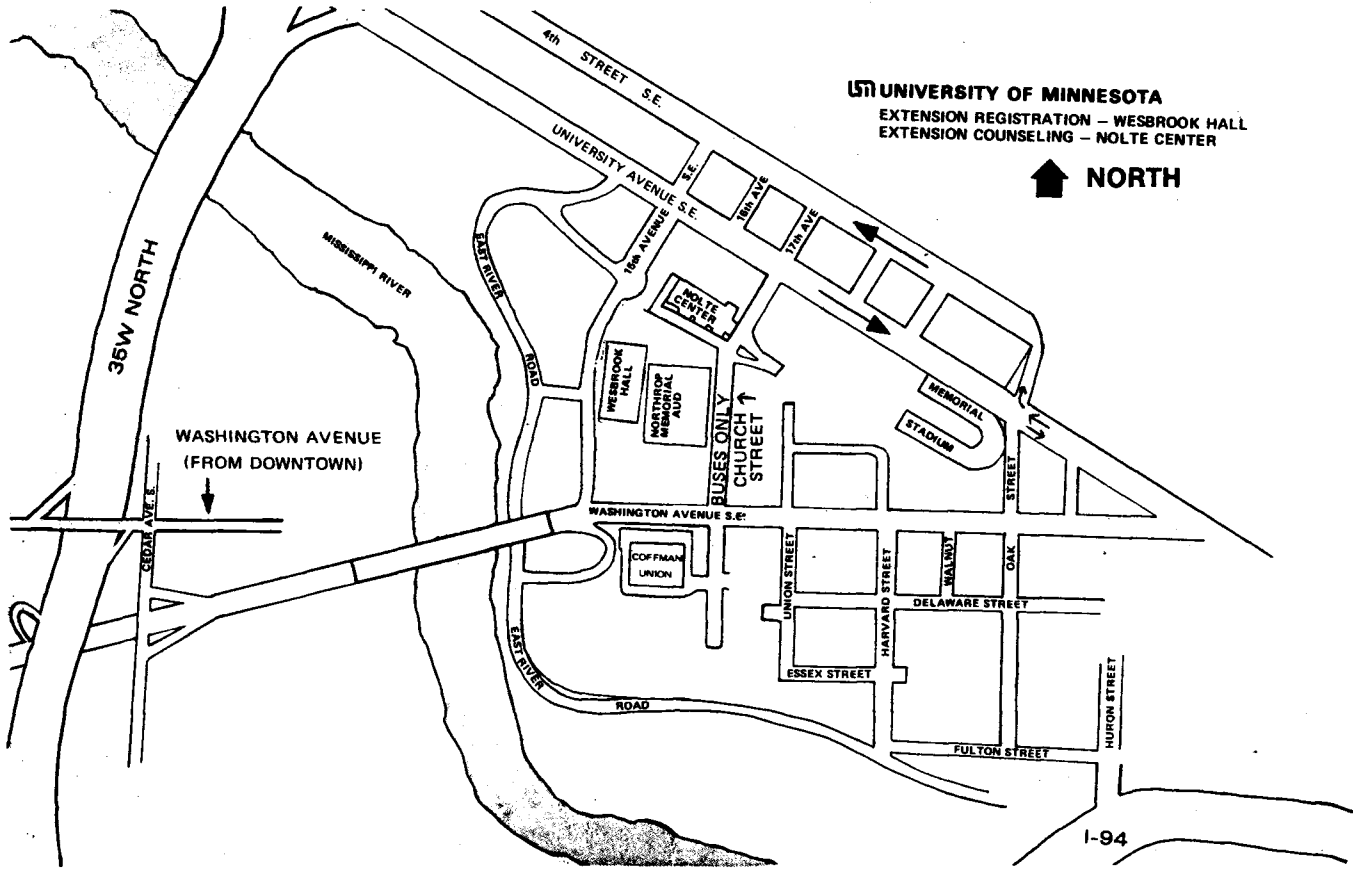 4th STREET S.E.
UNIVERSITY OF MINNESOTA
EXTENSION REGISTRATION – WESBROOK HALL
EXTENSION COUNSELING – NOLTE CENTER
NORTH
UNIVERSITY AVENUE S.E.
15th AVENUE S.E.
16th AVE
17th AVE
MISSISSIPPI RIVER
EAST RIVER ROAD
35W NORTH
NOLTE
CENTER
WESBROOK
HALL
NORTHROP
MEMORIAL
AUD
BUSES ONLY
CHURCH
STREET
MEMORIAL
STADIUM
WASHINGTON AVENUE
(FROM DOWNTOWN)
CEDAR AVE. S.
WASHINGTON AVENUE S.E.
COFFMAN
UNION
UNION STREET
HARVARD STREET
WALNUT
OAK STREET
DELAWARE STREET
ESSEX STREET
EAST RIVER ROAD
FULTON STREET
HURON STREET
I-94